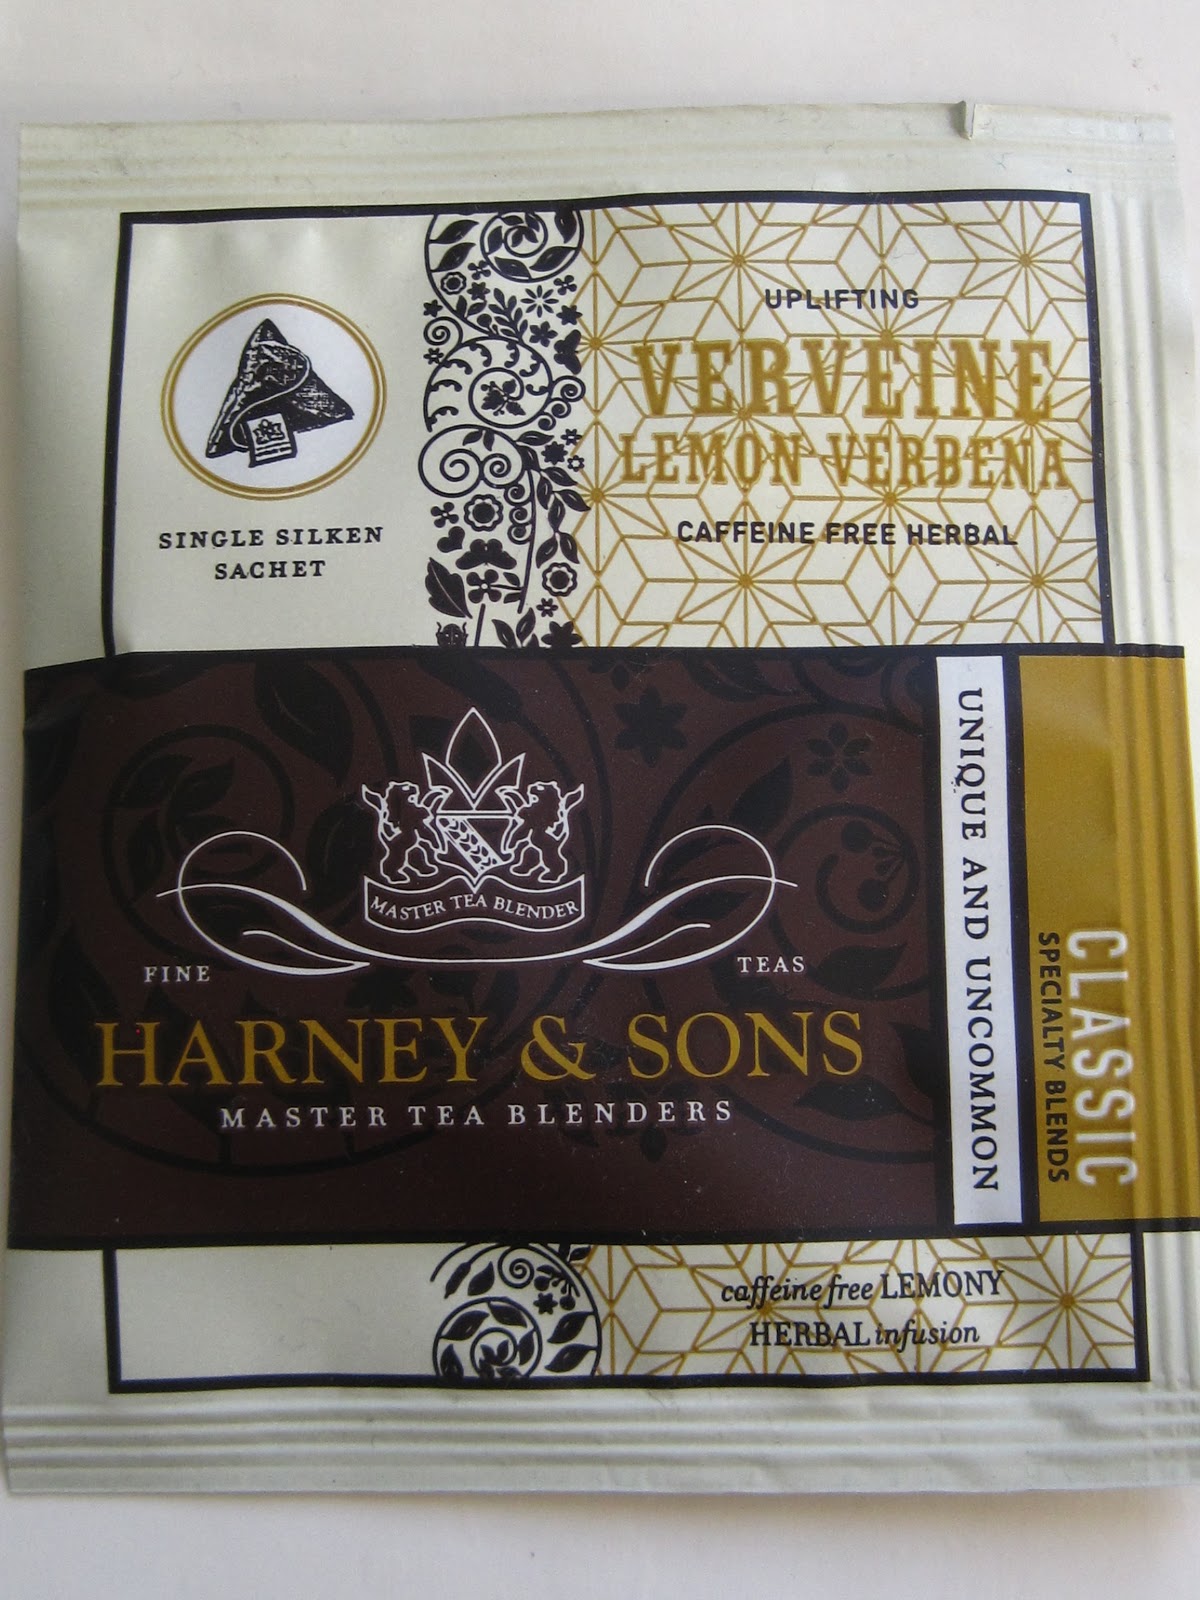 UPLIFTING
VERVEINE
LEMON VERBENA
CAFFEINE FREE HERBAL
SINGLE SILKEN
SACHET
MASTER TEA BLENDER
FINE
TEAS
HARNEY & SONS
MASTER TEA BLENDERS
UNIQUE AND UNCOMMON
CLASSIC
SPECIALTY BLENDS
caffeine free LEMONY
HERBAL infusion